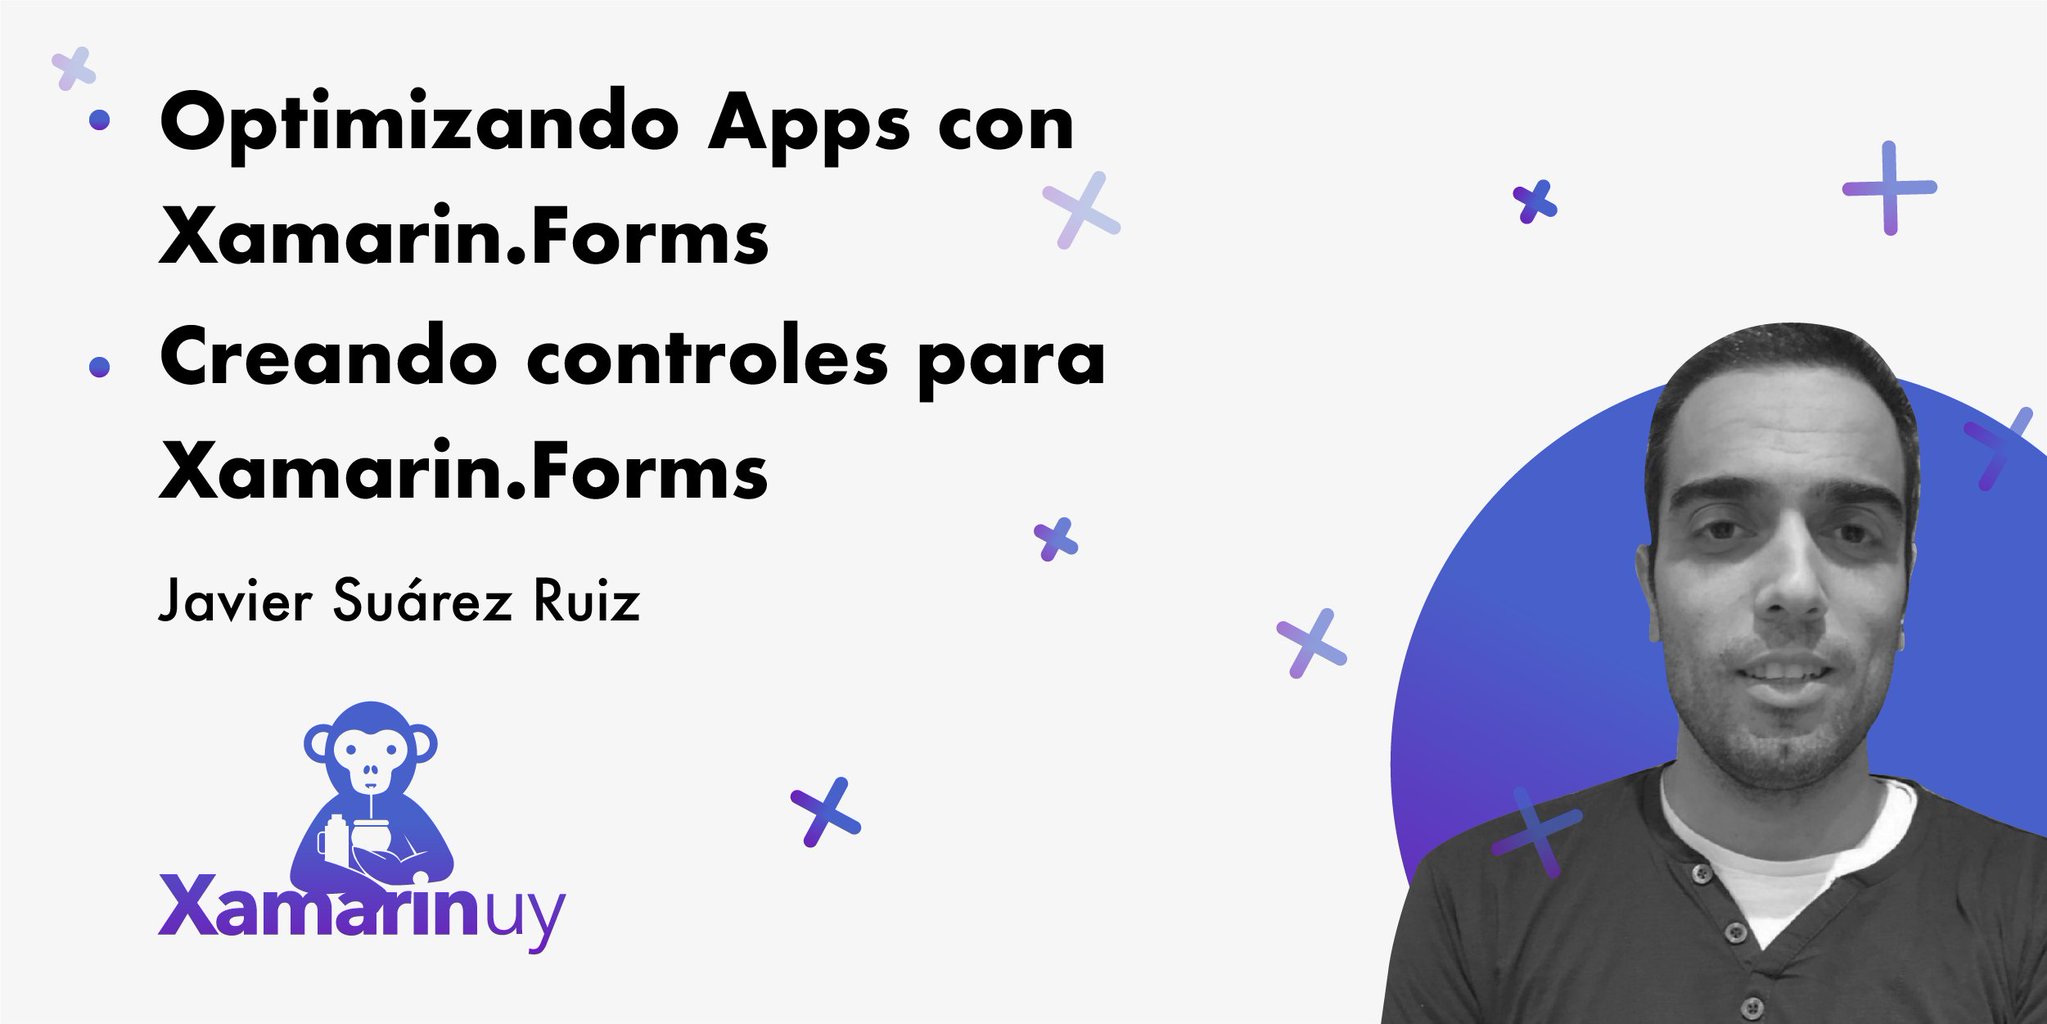 Optimizando Apps con
Xamarin.Forms
Creando controles para
Xamarin.Forms
Javier Suárez Ruiz
Xamarinuy